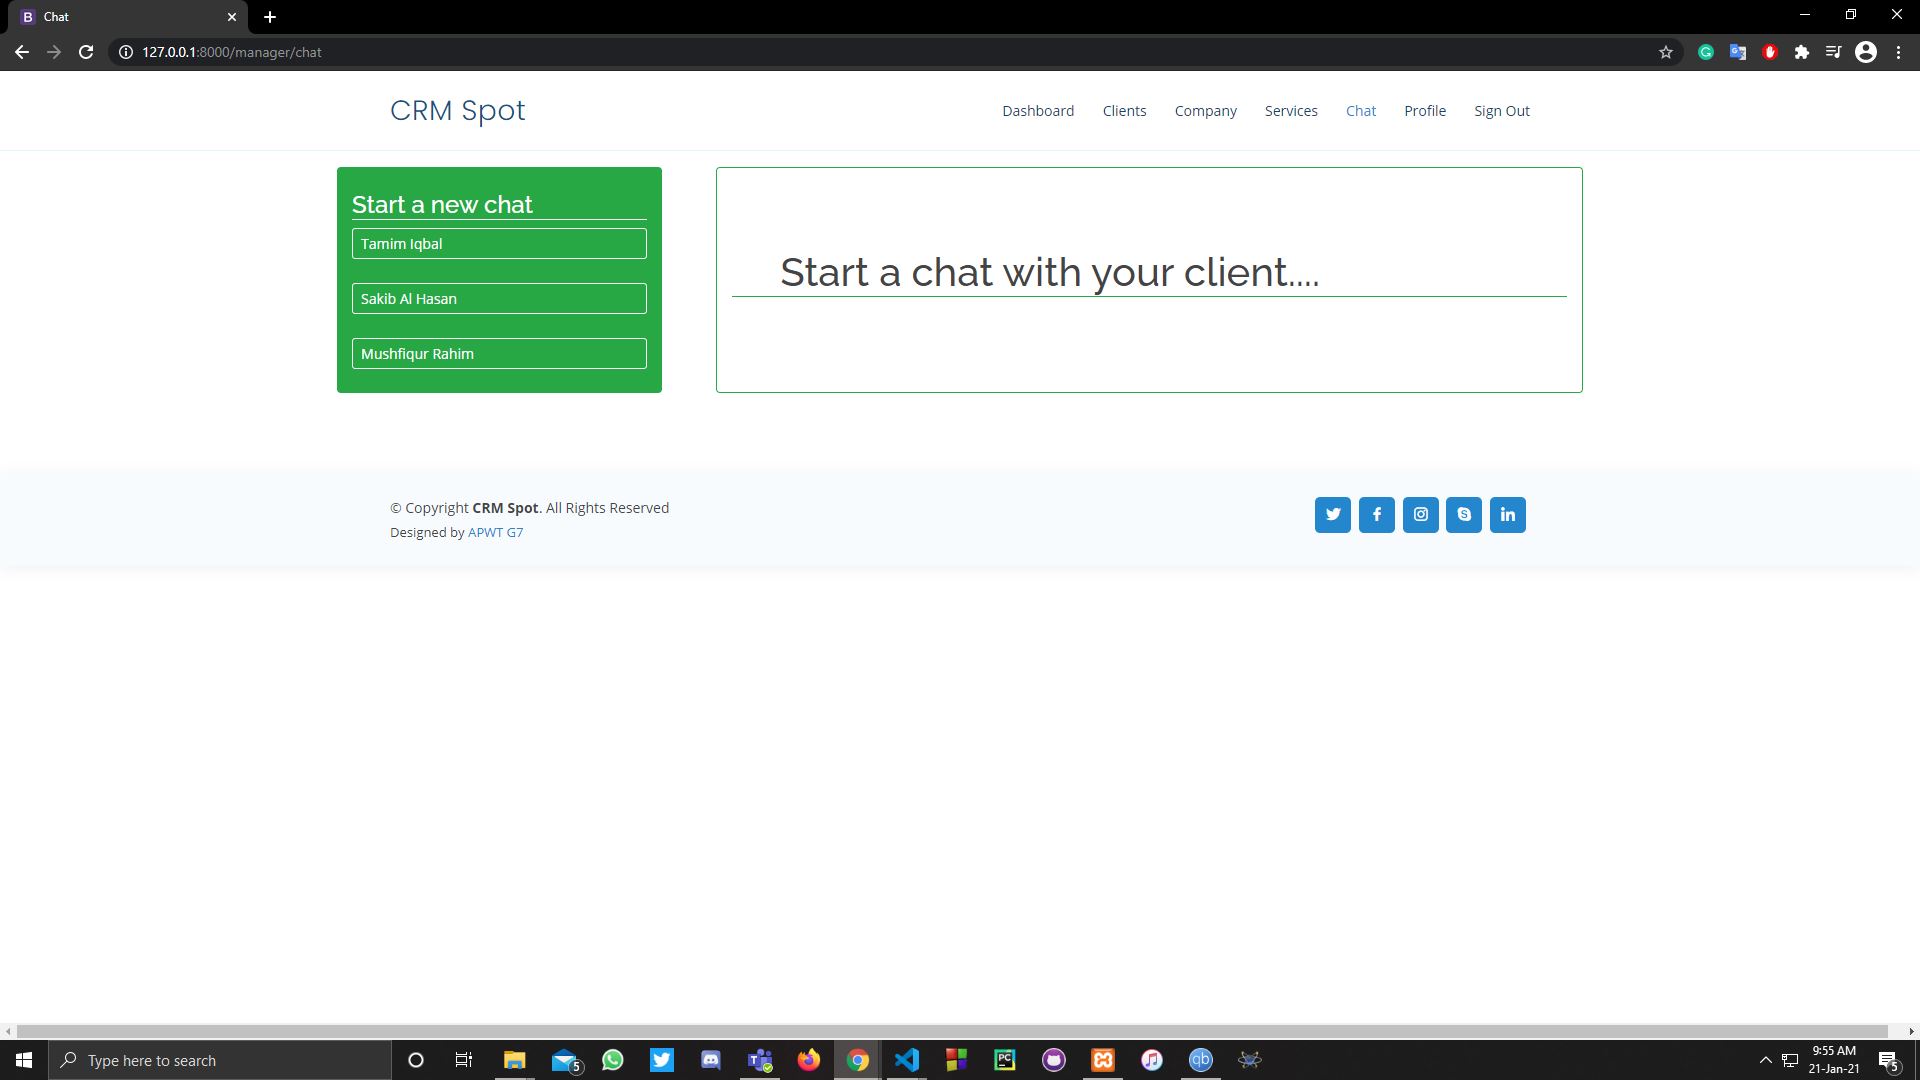 Chat
127.0.0.1:8000/manager/chat
CRM Spot
Dashboard Clients Company Services Chat Profile Sign Out
Start a new chat
Tamim Iqbal
Sakib Al Hasan
Mushfiqur Rahim
Start a chat with your client....
© Copyright CRM Spot. All Rights Reserved
Designed by APWT G7
Type here to search
5
9:55 AM
21-Jan-21
5